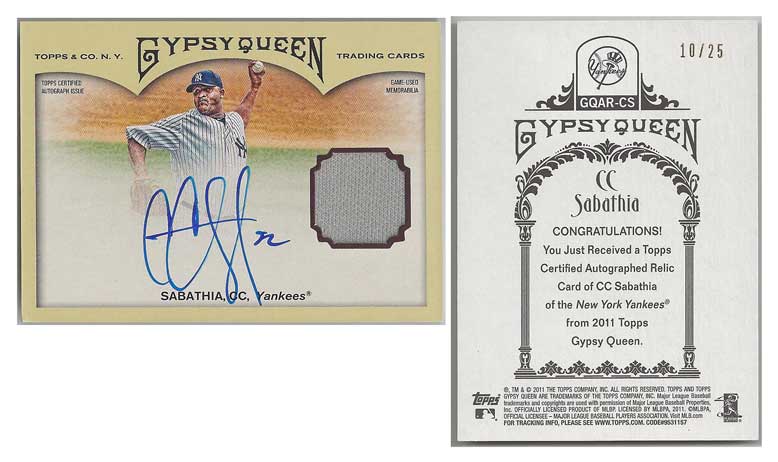 TOPPS & CO. N.Y.
GYPSY QUEEN
TRADING CARDS
TOPPS CERTIFIED
AUTOGRAPH ISSUE
GAME-USED
MEMORABILIA
NY
52
SABATHIA, CC, Yankees®
10/25
Yankees
GQAR-CS
GYPSY QUEEN
CC
Sabathia
CONGRATULATIONS!
You Just Received a Topps
Certified Autographed Relic
Card of CC Sabathia
of the New York Yankees®
from 2011 Topps
Gypsy Queen.
Topps
®, TM & © 2011 THE TOPPS COMPANY, INC. ALL RIGHTS RESERVED. TOPPS AND TOPPS
GYPSY QUEEN ARE TRADEMARKS OF THE TOPPS COMPANY, INC. Major League Baseball
trademarks and copyrights are used with permission of Major League Baseball Properties,
Inc. OFFICIALLY LICENSED PRODUCT OF MLBP. LICENSED BY MLBPA, 2011. ©MLBPA,
OFFICIAL LICENSEE – MAJOR LEAGUE BASEBALL PLAYERS ASSOCIATION. Visit MLB.com
FOR TRACKING INFO, PLEASE SEE WWW.TOPPS.COM. CODE#9531157